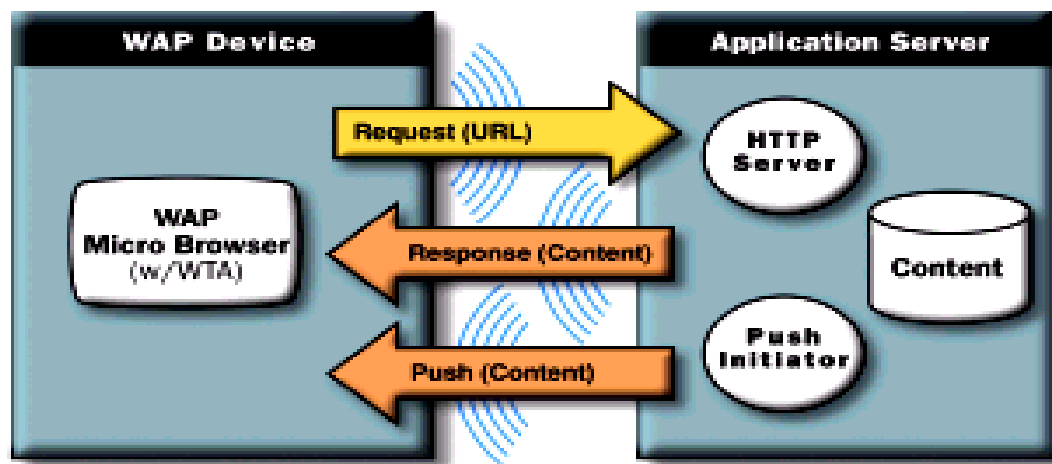 WAP Device
Application Server
Request (URL)
HTTP
Server
WAP
Micro Browser
(w/WTA)
Response (Content)
Content
Push
Initiator
Push (Content)